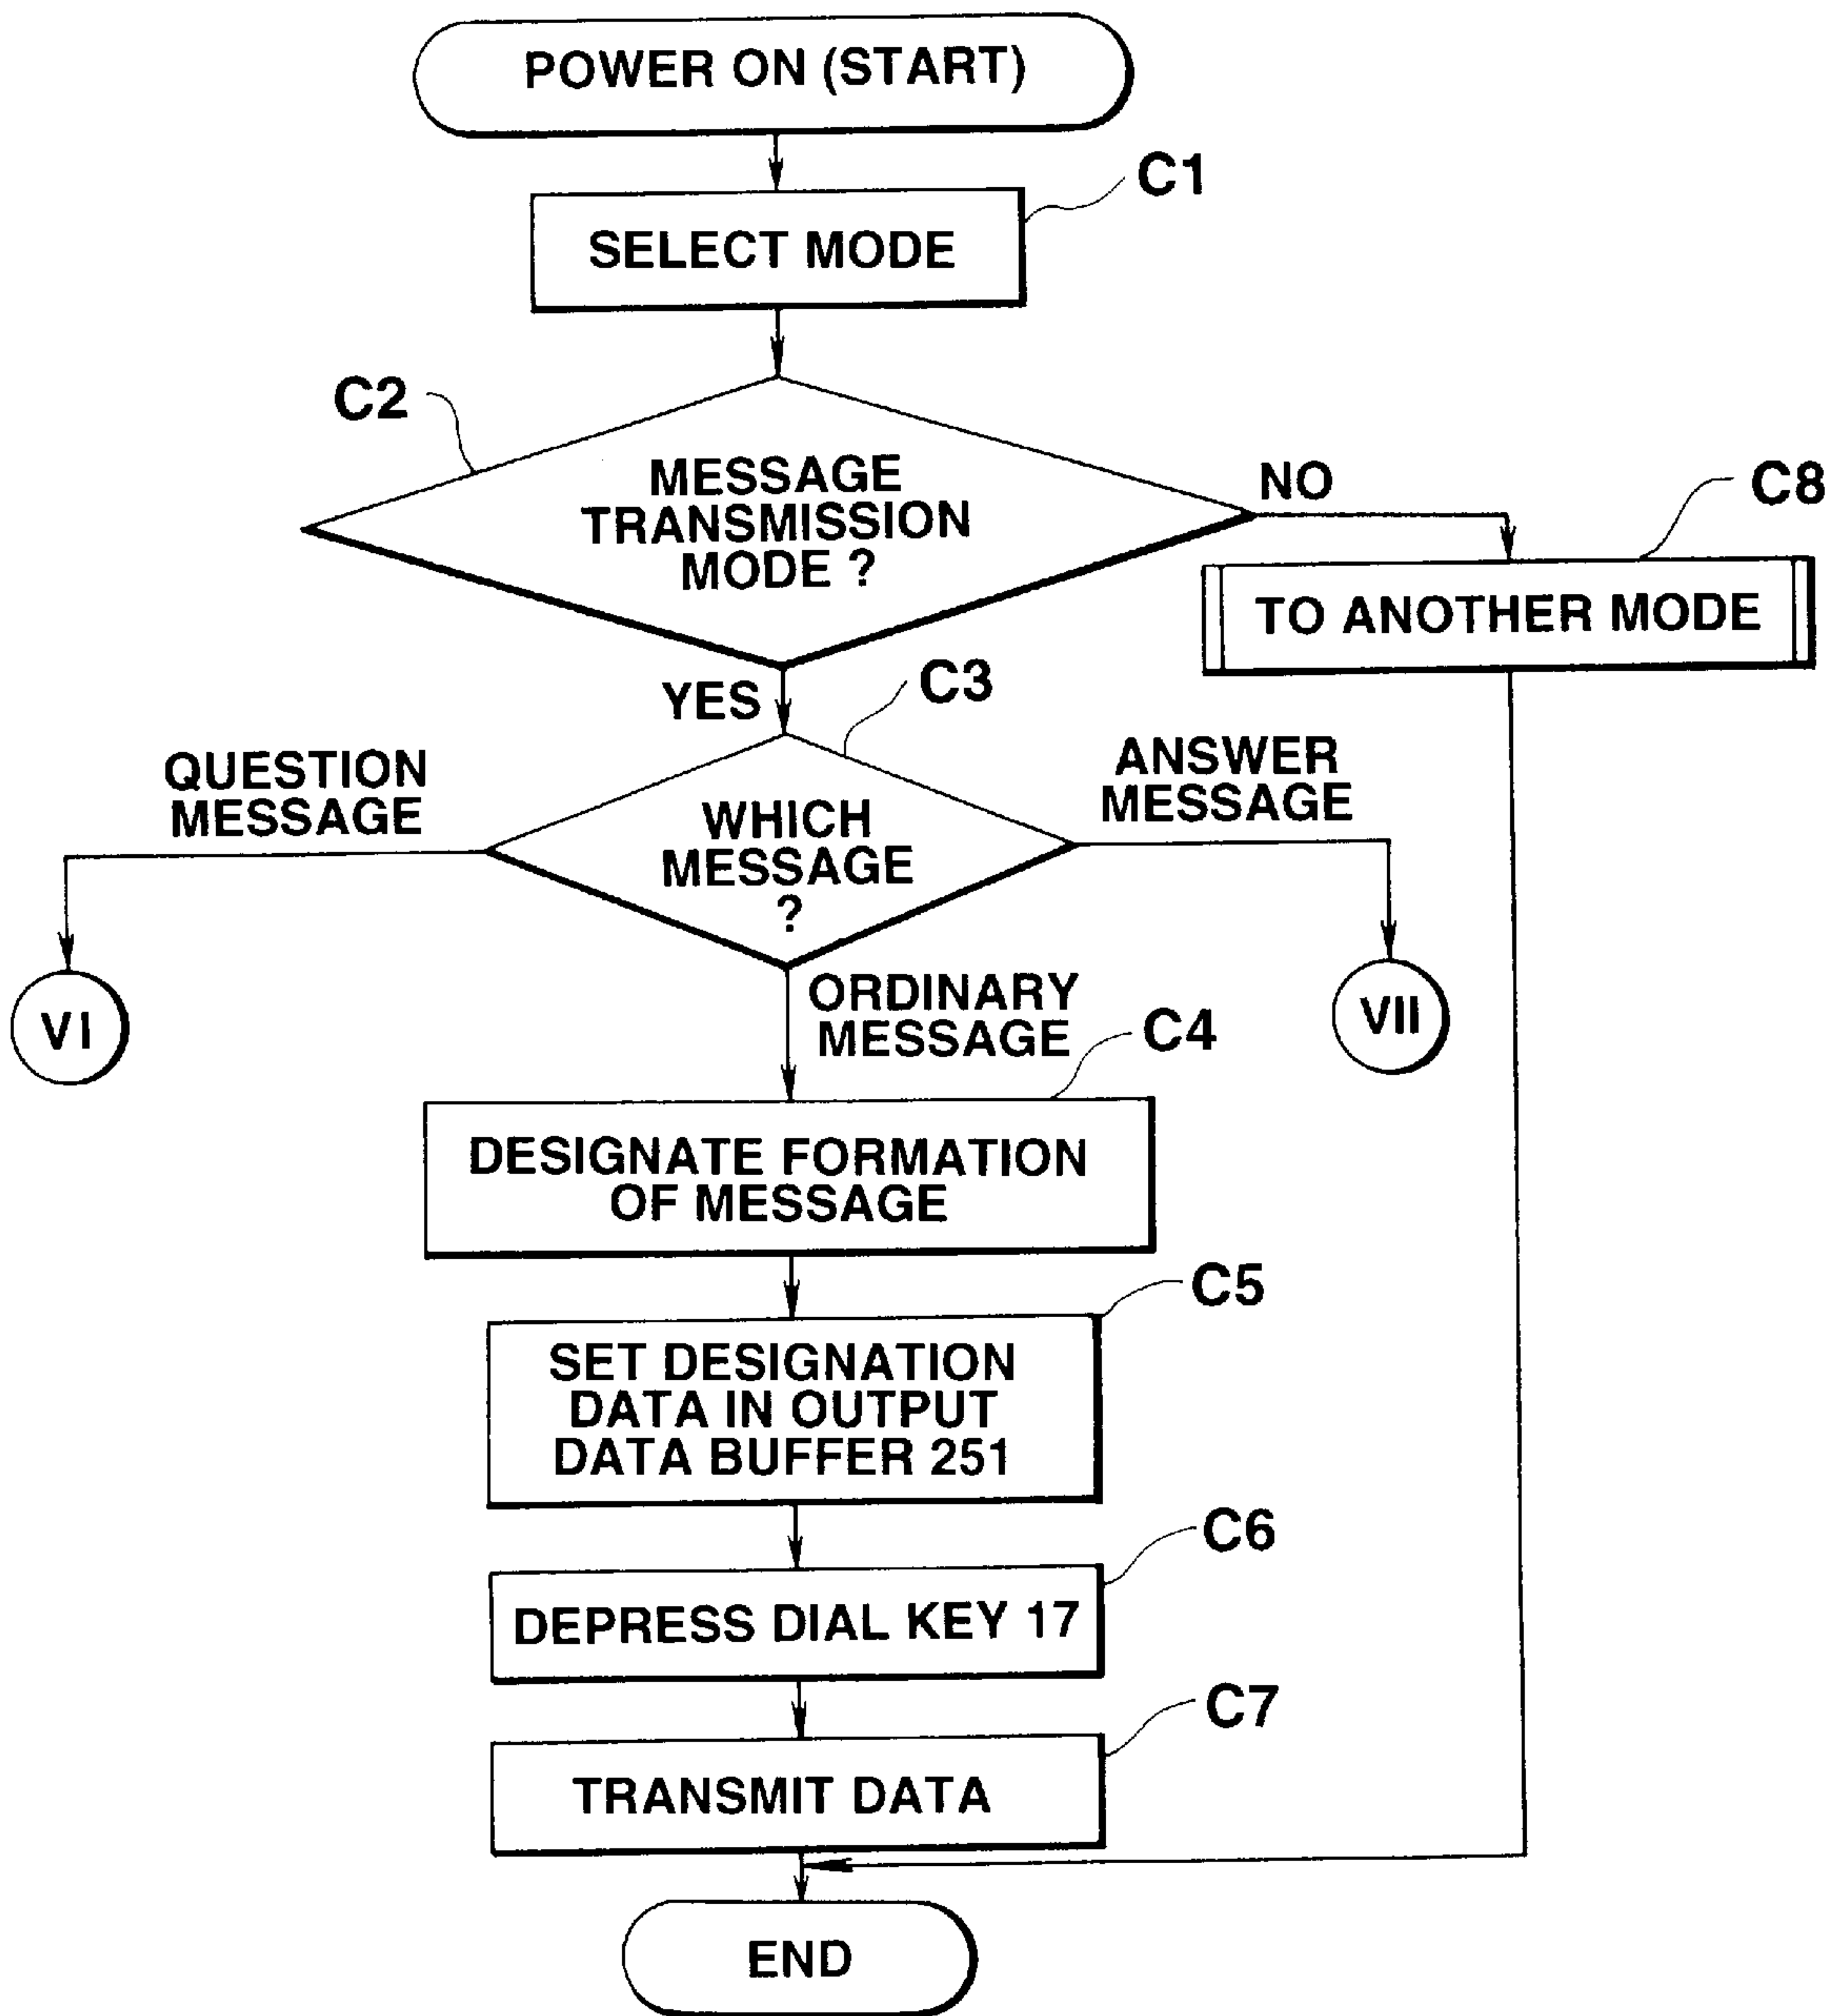 POWER ON (START)
C1
SELECT MODE
C2
MESSAGE
TRANSMISSION
MODE ?
NO
C8
TO ANOTHER MODE
YES
C3
QUESTION
MESSAGE
WHICH
MESSAGE
?
ANSWER
MESSAGE
VI
VII
ORDINARY
MESSAGE
C4
DESIGNATE FORMATION
OF MESSAGE
C5
SET DESIGNATION
DATA IN OUTPUT
DATA BUFFER 251
C6
DEPRESS DIAL KEY 17
C7
TRANSMIT DATA
END